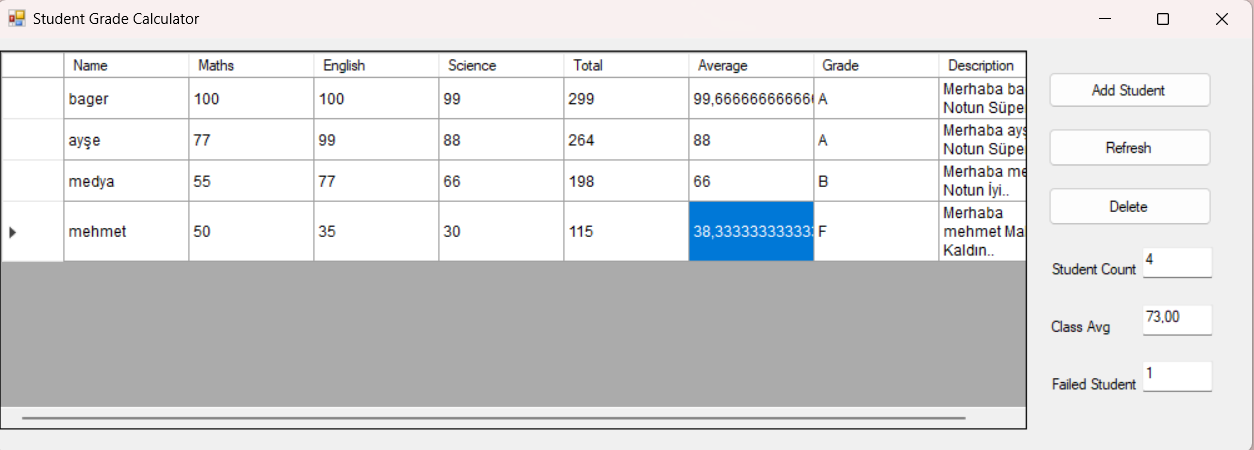 Student Grade Calculator
Name Maths English Science Total Average Grade Description
bager 100 100 99 299 99,666666666666 A Merhaba ba
Notun Süpe
ayşe 77 99 88 264 88 A Merhaba ayş
Notun Süpe
medya 55 77 66 198 66 B Merhaba me
Notun İyi..
mehmet 50 35 30 115 38,333333333333 F Merhaba
mehmet Ma
Kaldın..
Add Student
Refresh
Delete
Student Count 4
Class Avg 73,00
Failed Student 1